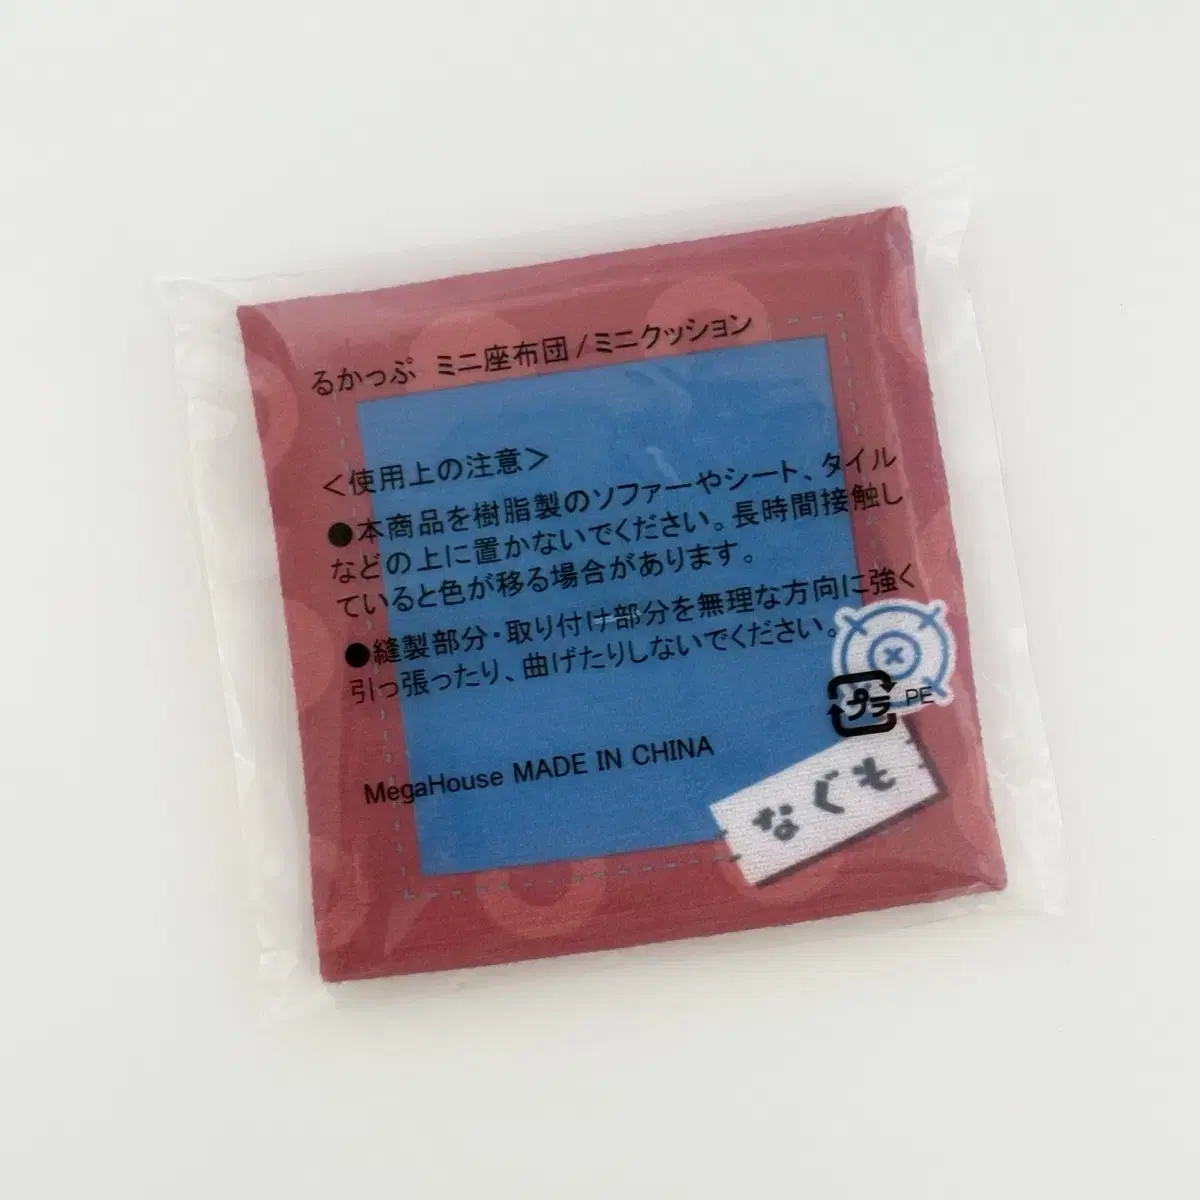 るかっぷ ミニ座布団/ミニクッション
<使用上の注意>
●本商品を樹脂製のソファーやシート、タイル
などの上に置かないでください。長時間接触し
ていると色が移る場合があります。
●縫製部分・取り付け部分を無理な方向に強く
引っ張ったり、曲げたりしないでください。
プラ PE
MegaHouse MADE IN CHINA
なぐも